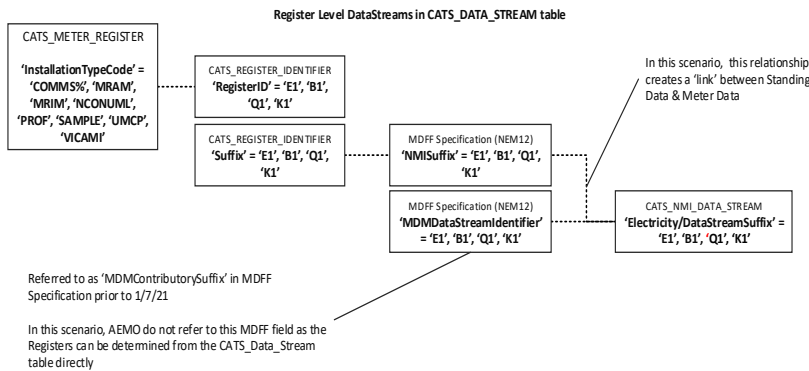 Register Level DataStreams in CATS_DATA_STREAM table
CATS_METER_REGISTER
'InstallationTypeCode' =
'COMMS%', 'MRAM',
'MRIM', 'NCONUML',
'PROF', 'SAMPLE', 'UMCP',
'VICAMI'
CATS_REGISTER_IDENTIFIER
'RegisterID' = 'E1', 'B1',
'Q1', 'K1'
In this scenario, this relationship
creates a 'link' between Standing
Data & Meter Data
CATS_REGISTER_IDENTIFIER
'Suffix' = 'E1', 'B1', 'Q1',
'K1'
MDFF Specification (NEM12)
'NMISuffix' = 'E1', 'B1', 'Q1',
'K1'
MDFF Specification (NEM12)
'MDMDataStreamIdentifier'
= 'E1', 'B1', 'Q1', 'K1'
CATS_NMI_DATA_STREAM
'Electricity/DataStreamSuffix' =
'E1', 'B1', 'Q1', 'K1'
Referred to as 'MDMContributorySuffix' in MDFF
Specification prior to 1/7/21
In this scenario, AEMO do not refer to this MDFF field as the
Registers can be determined from the CATS_Data_Stream
table directly